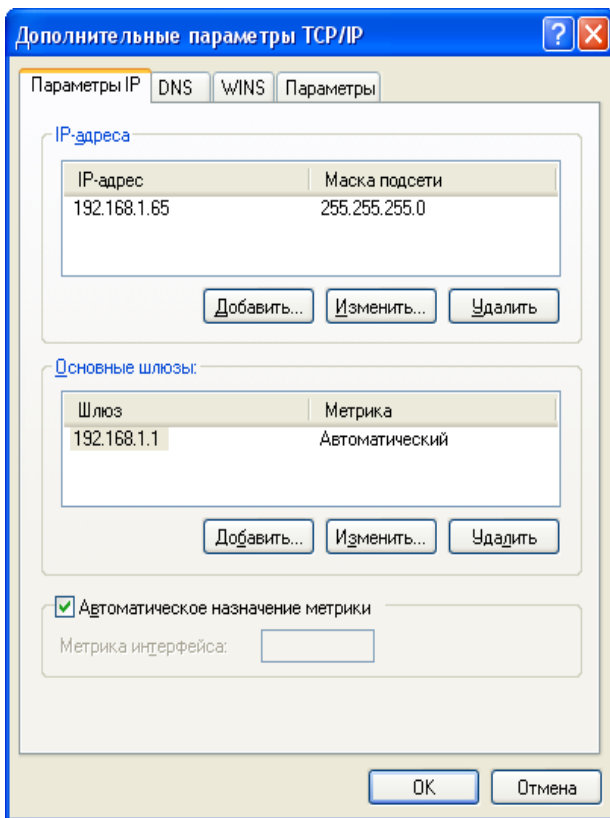 Дополнительные параметры TCP/IP
Параметры IP DNS WINS Параметры
IP-адреса
IP-адрес Маска подсети
192.168.1.65 255.255.255.0
Добавить... Изменить... Удалить
Основные шлюзы:
Шлюз Метрика
192.168.1.1 Автоматический
Добавить... Изменить... Удалить
Автоматическое назначение метрики
Метрика интерфейса:
OK Отмена